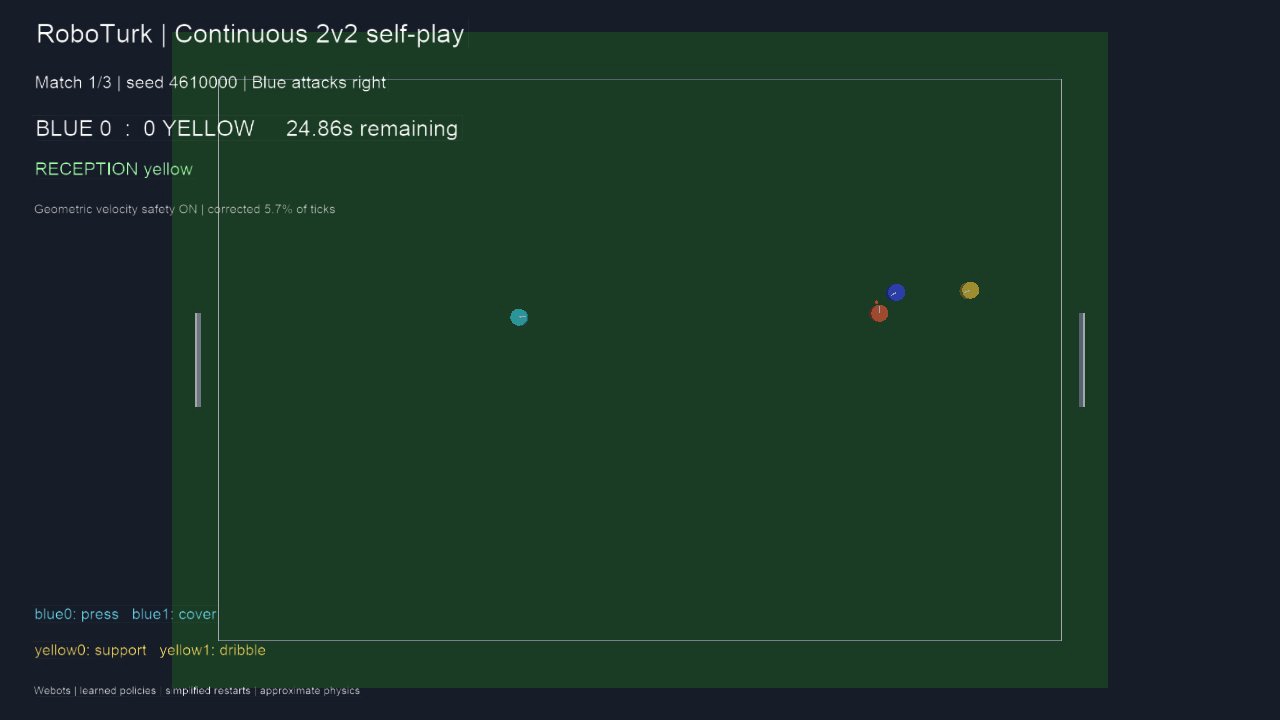 RoboTurk | Continuous 2v2 self-play
Match 1/3 | seed 4610000 | Blue attacks right
BLUE 0 : 0 YELLOW 24.86s remaining
RECEPTION yellow
Geometric velocity safety ON | corrected 5.7% of ticks
blue0: press blue1: cover
yellow0: support yellow1: dribble
Webots | learned policies | simplified restarts | approximate physics